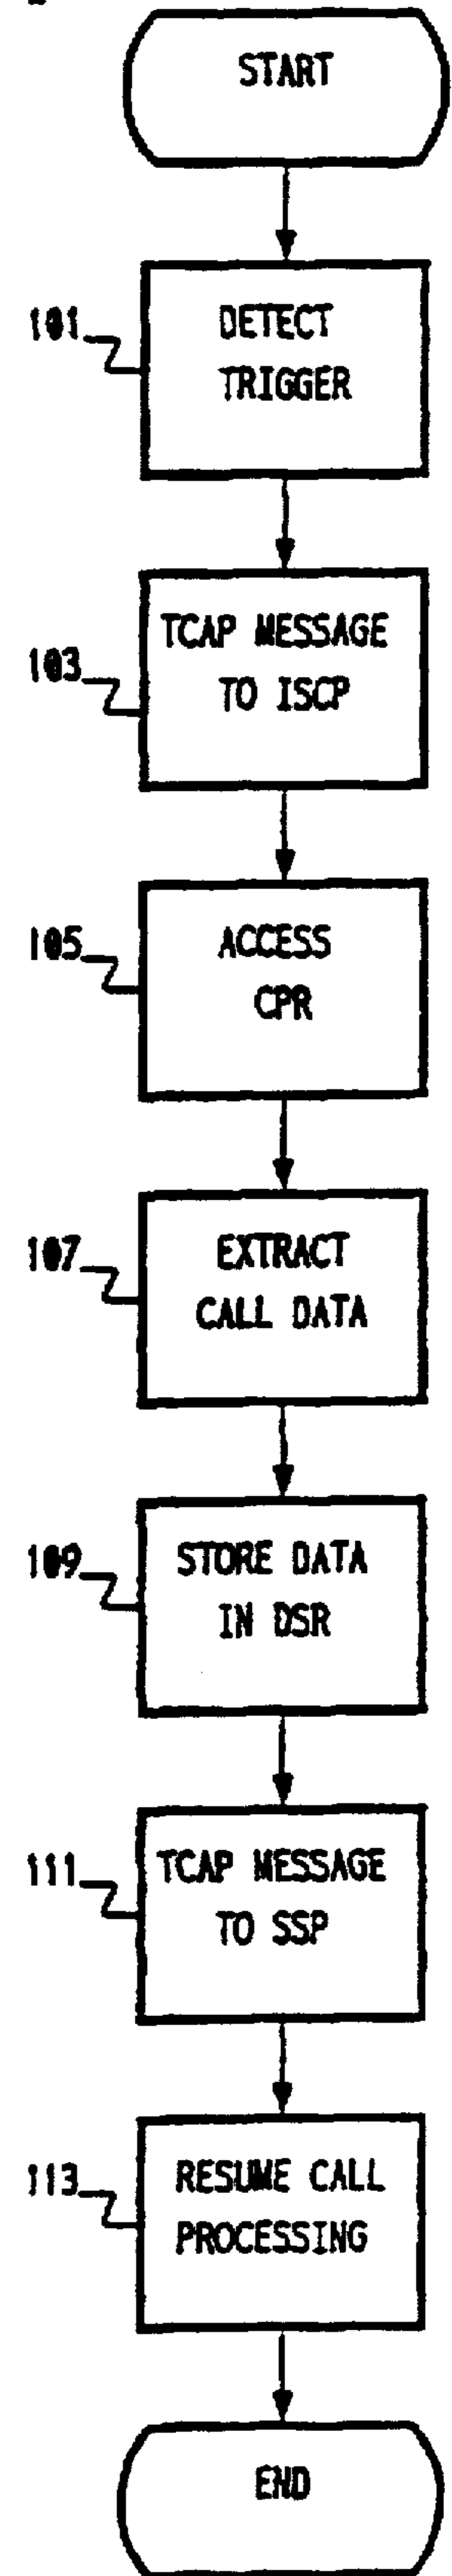 START
101
DETECT
TRIGGER
103
TCAP MESSAGE
TO ISCP
105
ACCESS
CPR
107
EXTRACT
CALL DATA
109
STORE DATA
IN DSR
111
TCAP MESSAGE
TO SSP
113
RESUME CALL
PROCESSING
END